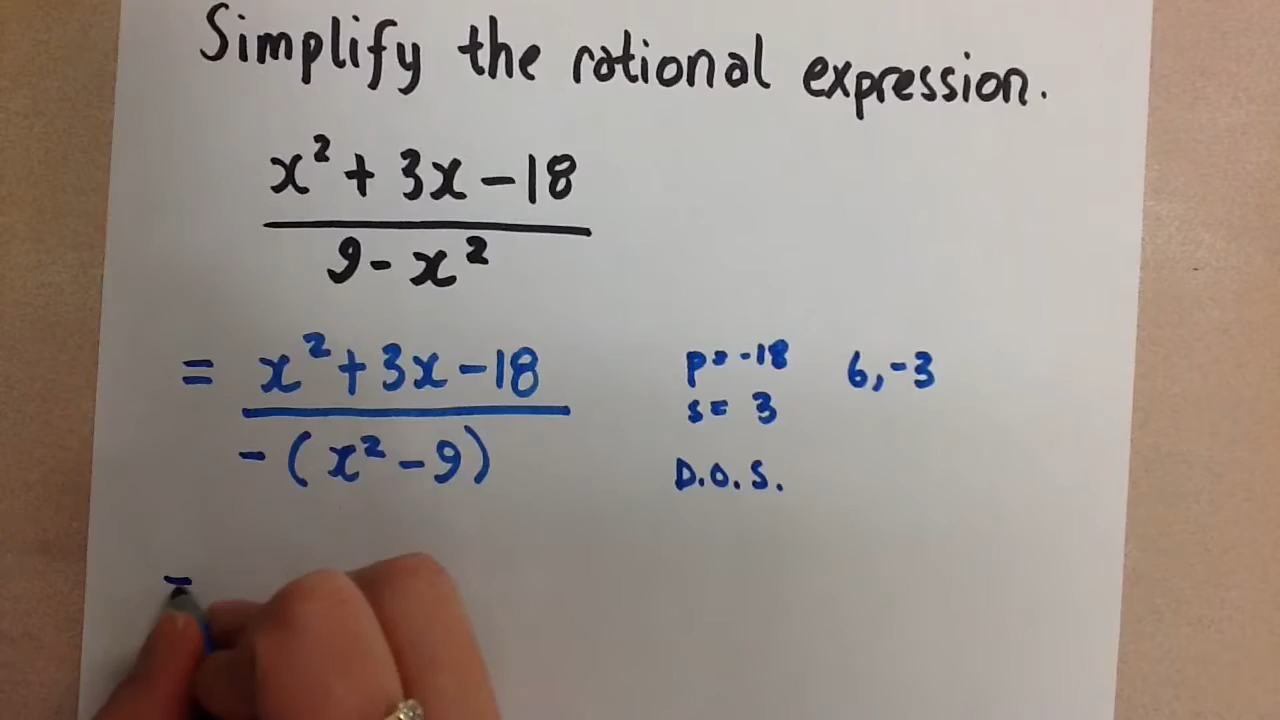 Simplify the rational expression.
x² + 3x - 18
9 - x²
= x² + 3x - 18
-(x² - 9)
p= -18 6, -3
s= 3
D.O.S.